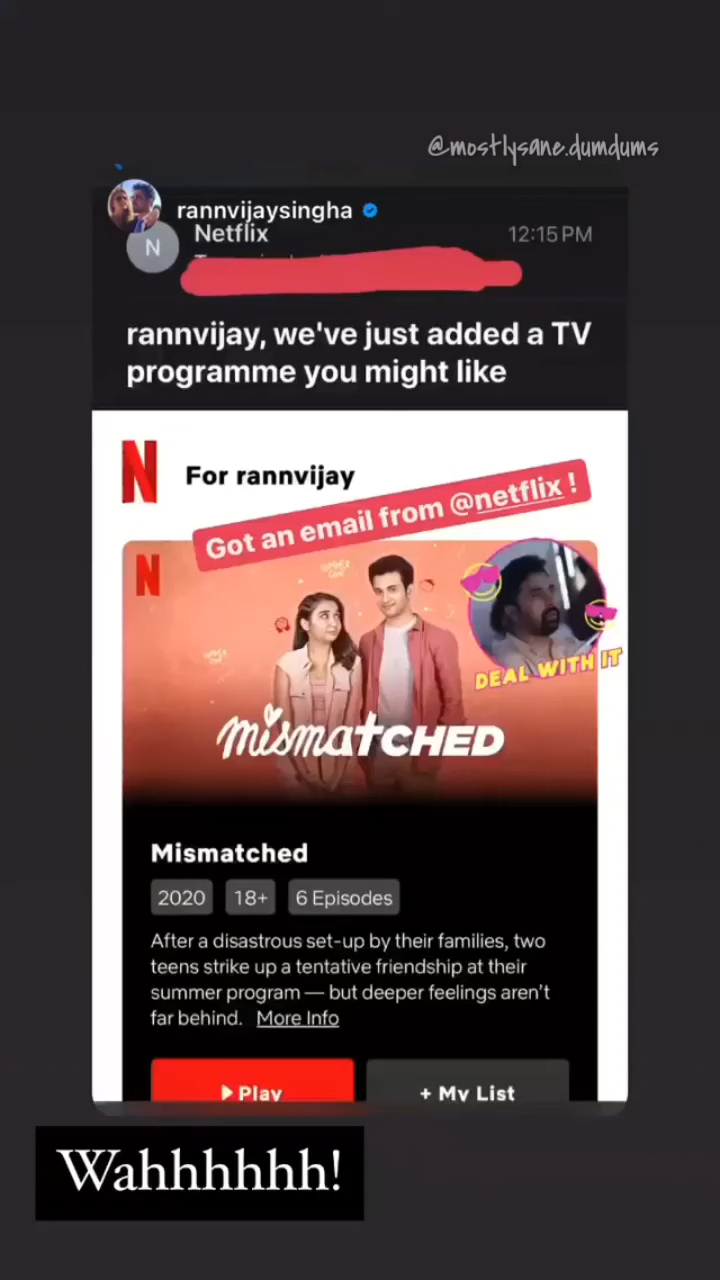 @mostlysane.dumdums
rannvijaysingha
N
Netflix
12:15 PM
rannvijay, we've just added a TV
programme you might like
N
For rannvijay
Got an email from @netflix !
N
DEAL WITH IT
mismatCHED
Mismatched
2020
18+
6 Episodes
After a disastrous set-up by their families, two
teens strike up a tentative friendship at their
summer program — but deeper feelings aren't
far behind. More Info
Play
+ My List
Wahhhhhh!